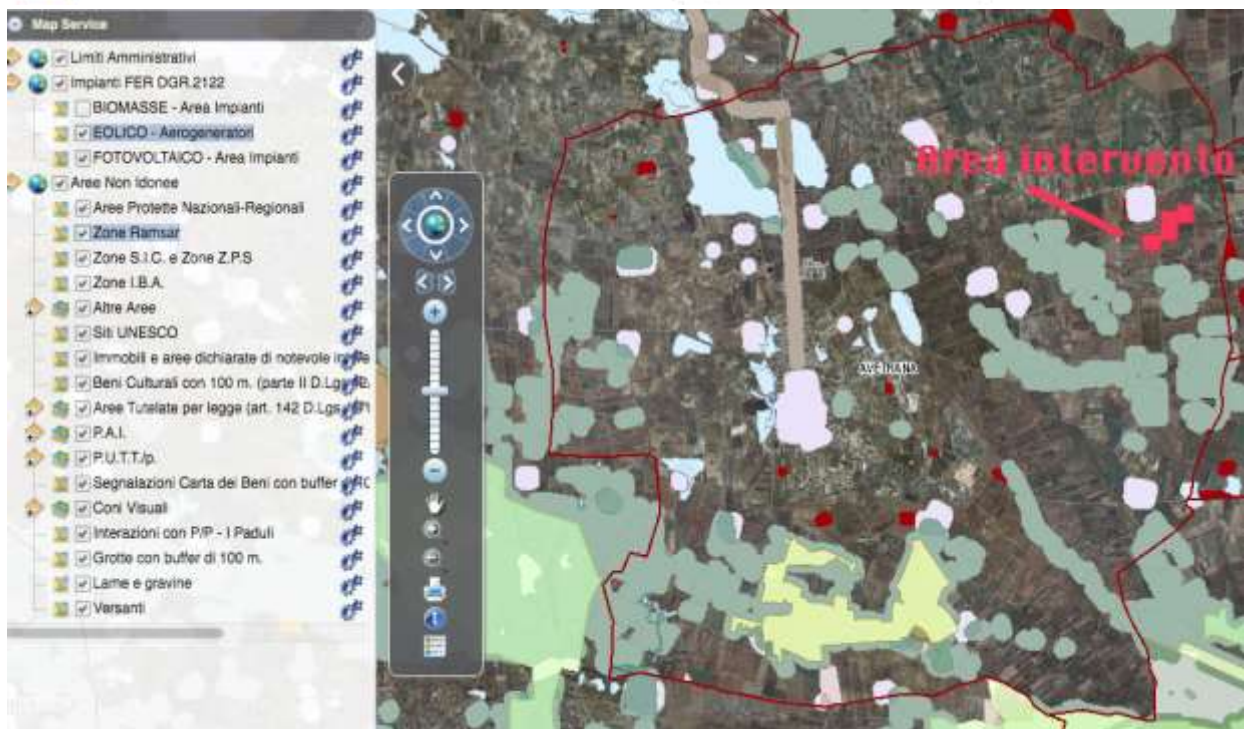 Map Service
Limiti Amministrativi
Impianti FER DGR.2122
BIOMASSE - Area Impianti
EOLICO - Aerogeneratori
FOTOVOLTAICO - Area Impianti
Aree Non Idonee
Aree Protette Nazionali-Regionali
Zone Ramsar
Zone S.I.C. e Zone Z.P.S
Zone I.B.A.
Altre Aree
Siti UNESCO
Immobili e aree dichiarate di notevole
Beni Culturali con 100 m. (parte II D.Lgs
Aree Tutelate per legge (art. 142 D.Lgs
P.A.I.
P.U.T.T./p.
Segnalazioni Carta dei Beni con buffer
Coni Visuali
Interazioni con P/P - I Paduli
Grotte con buffer di 100 m.
Lame e gravine
Versanti
Area intervento
AVETRANA